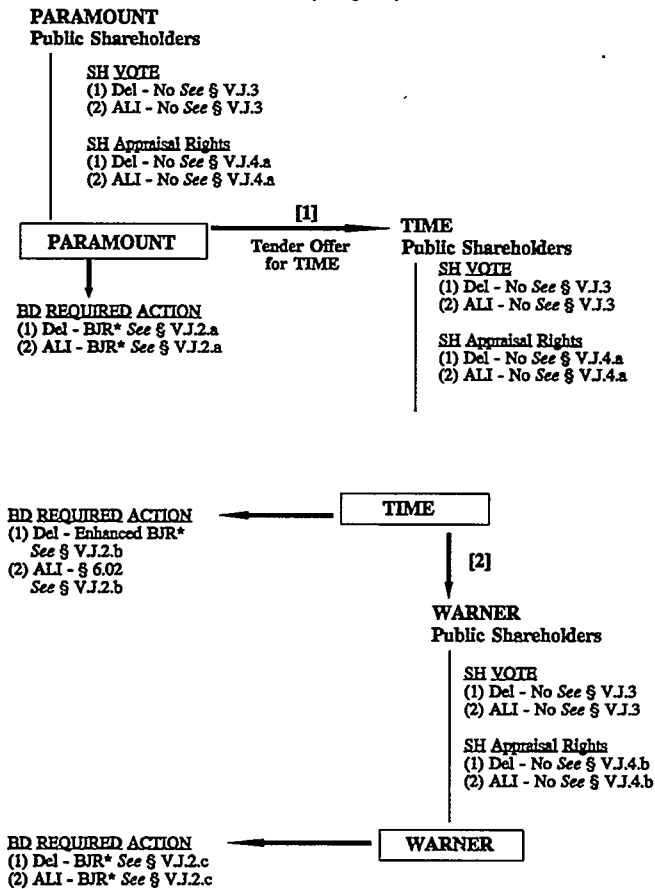 PARAMOUNT
Public Shareholders
SH VOTE
(1) Del - No See § V.J.3
(2) ALI - No See § V.J.3
SH Appraisal Rights
(1) Del - No See § V.J.4.a
(2) ALI - No See § V.J.4.a
PARAMOUNT
[1]
Tender Offer
for TIME
TIME
Public Shareholders
SH VOTE
(1) Del - No See § V.J.3
(2) ALI - No See § V.J.3
SH Appraisal Rights
(1) Del - No See § V.J.4.a
(2) ALI - No See § V.J.4.a
BD REQUIRED ACTION
(1) Del - BJR* See § V.J.2.a
(2) ALI - BJR* See § V.J.2.a
TIME
BD REQUIRED ACTION
(1) Del - Enhanced BJR*
See § V.J.2.b
(2) ALI - § 6.02
See § V.J.2.b
[2]
WARNER
Public Shareholders
SH VOTE
(1) Del - No See § V.J.3
(2) ALI - No See § V.J.3
SH Appraisal Rights
(1) Del - No See § V.J.4.b
(2) ALI - No See § V.J.4.b
WARNER
BD REQUIRED ACTION
(1) Del - BJR* See § V.J.2.c
(2) ALI - BJR* See § V.J.2.c